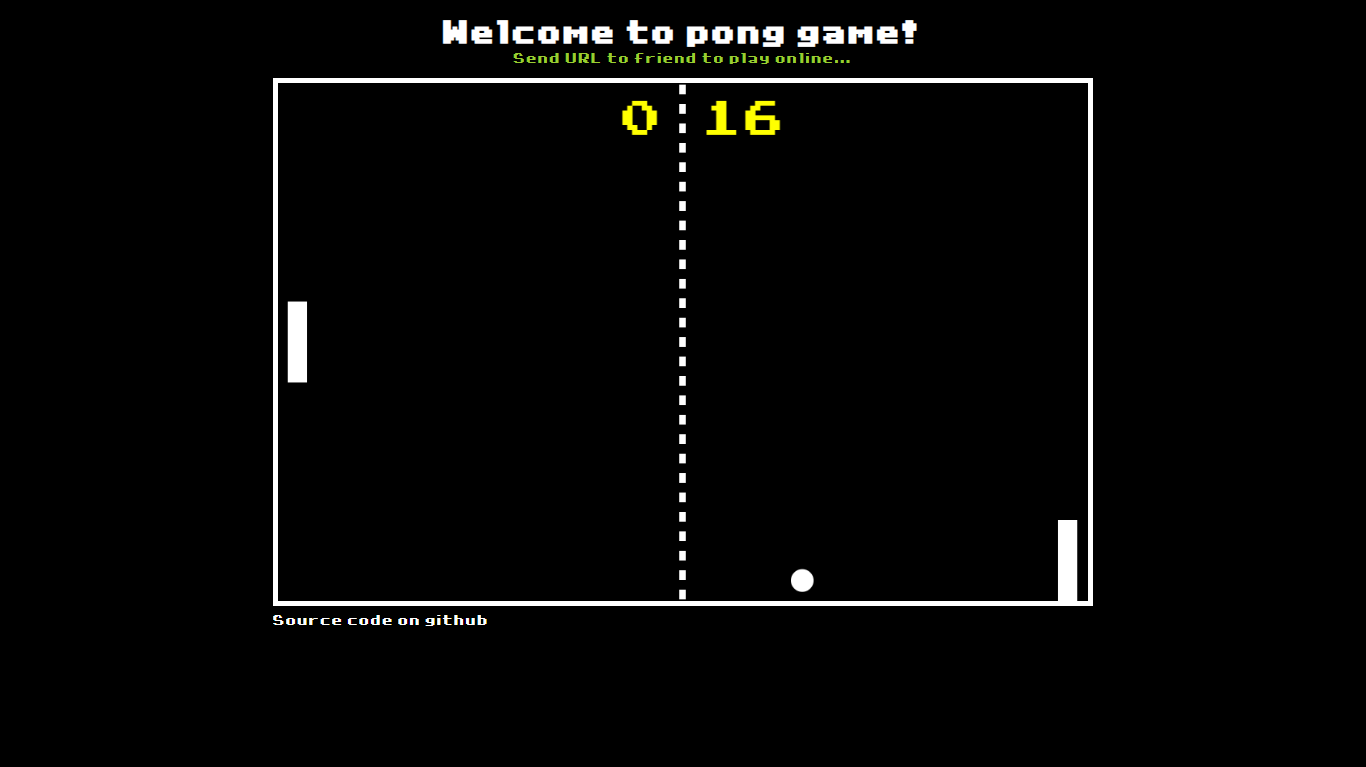 Welcome to pong game!
Send URL to friend to play online...
0 16
Source code on github